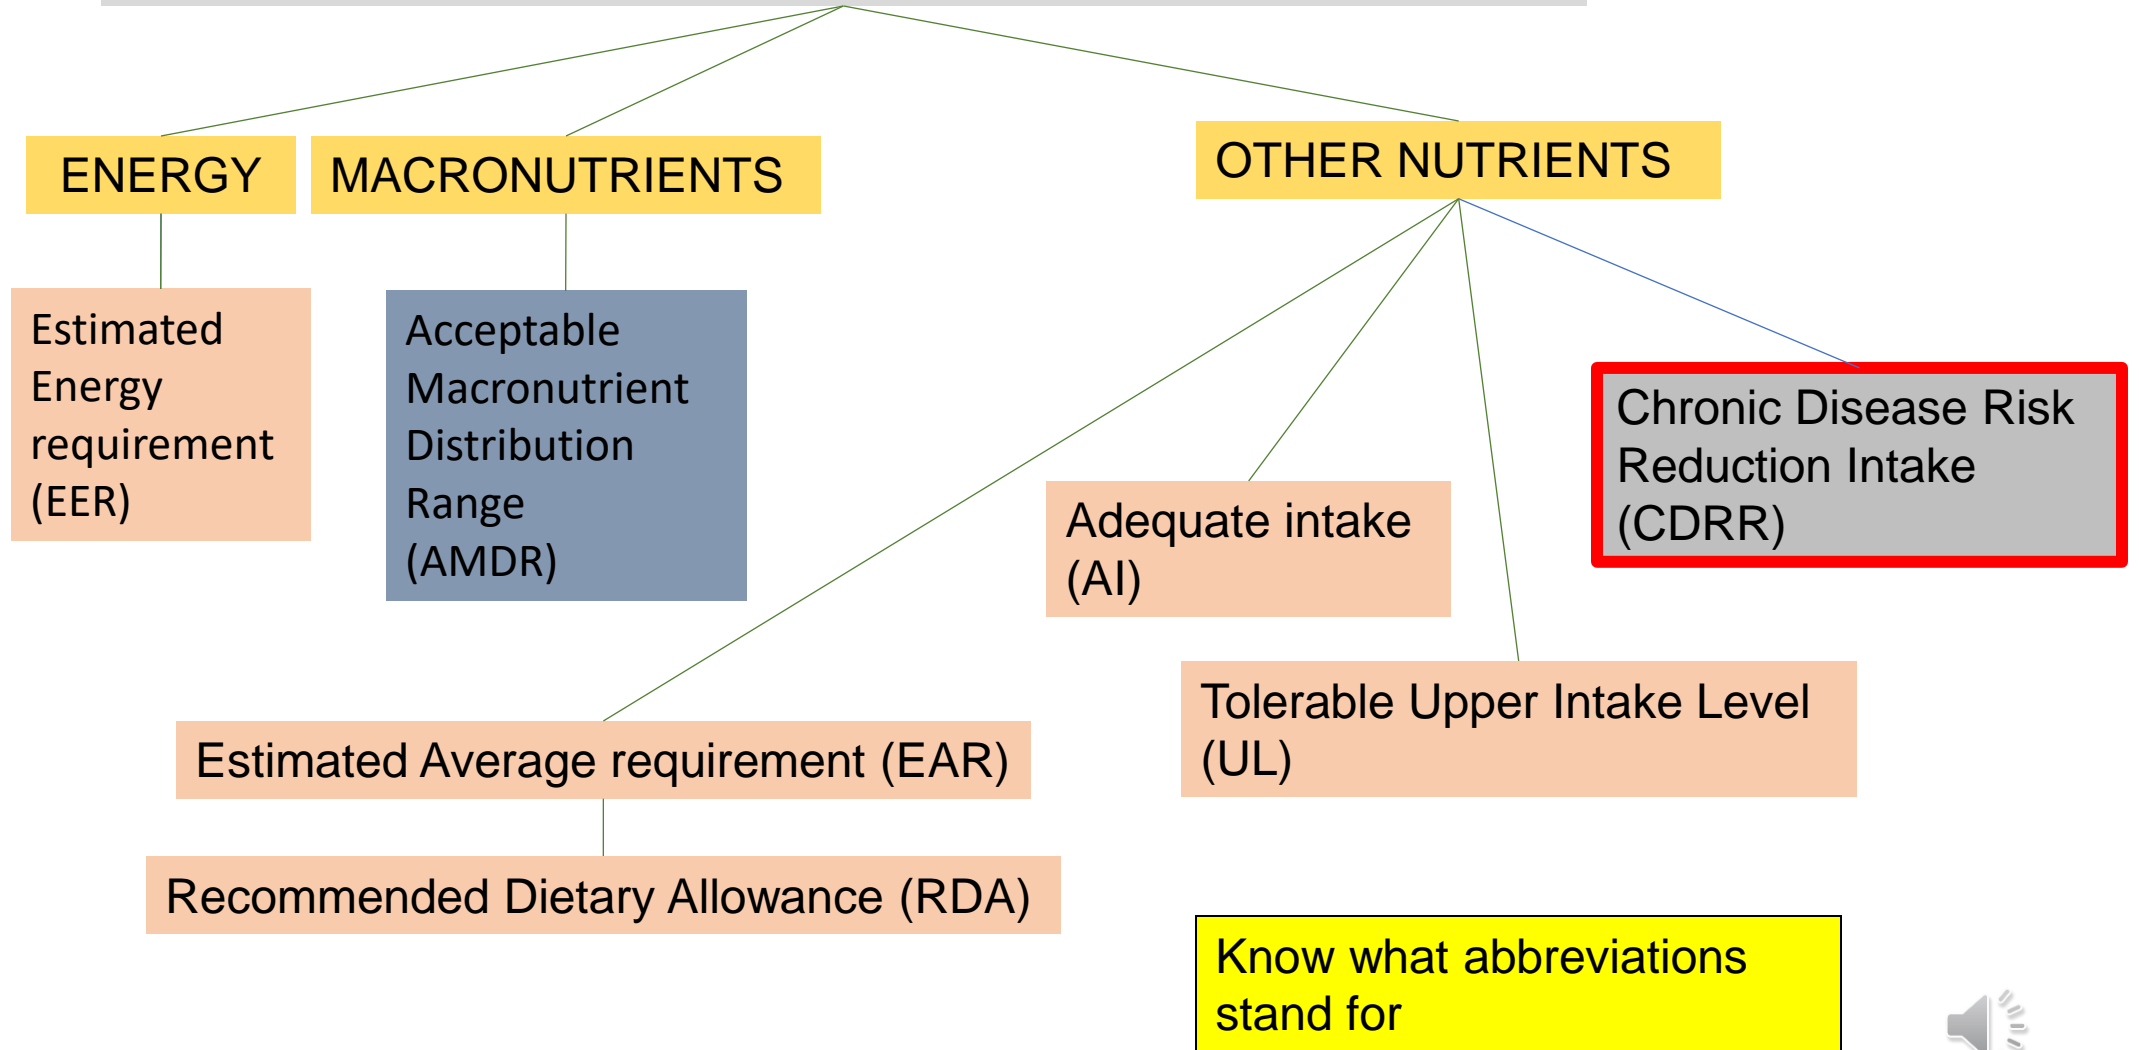 ENERGY
MACRONUTRIENTS
OTHER NUTRIENTS
Estimated
Energy
requirement
(EER)
Acceptable
Macronutrient
Distribution
Range
(AMDR)
Chronic Disease Risk
Reduction Intake
(CDRR)
Adequate intake
(AI)
Tolerable Upper Intake Level
(UL)
Estimated Average requirement (EAR)
Recommended Dietary Allowance (RDA)
Know what abbreviations
stand for